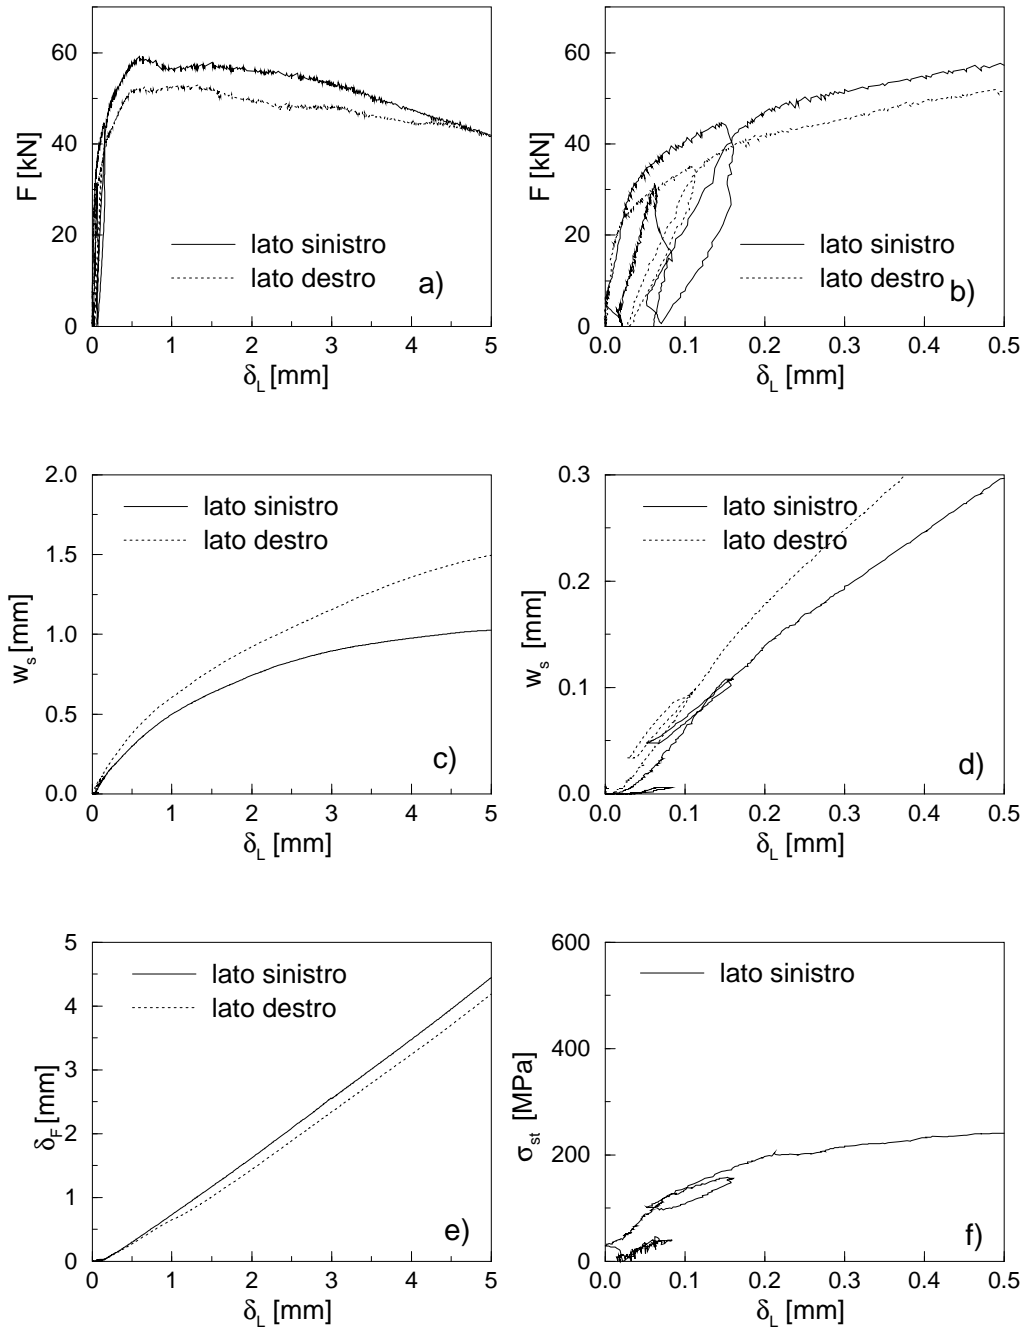 60
40
20
0
F [kN]
lato sinistro
lato destro
a)
0 1 2 3 4 5
δL [mm]
60
40
20
0
F [kN]
lato sinistro
lato destro
b)
0.0 0.1 0.2 0.3 0.4 0.5
δL [mm]
2.0
1.5
1.0
0.5
0.0
ws [mm]
lato sinistro
lato destro
c)
0 1 2 3 4 5
δL [mm]
0.3
0.2
0.1
0.0
ws [mm]
lato sinistro
lato destro
d)
0.0 0.1 0.2 0.3 0.4 0.5
δL [mm]
5
4
3
2
1
0
δF [mm]
lato sinistro
lato destro
e)
0 1 2 3 4 5
δL [mm]
600
400
200
0
σst [MPa]
lato sinistro
f)
0.0 0.1 0.2 0.3 0.4 0.5
δL [mm]